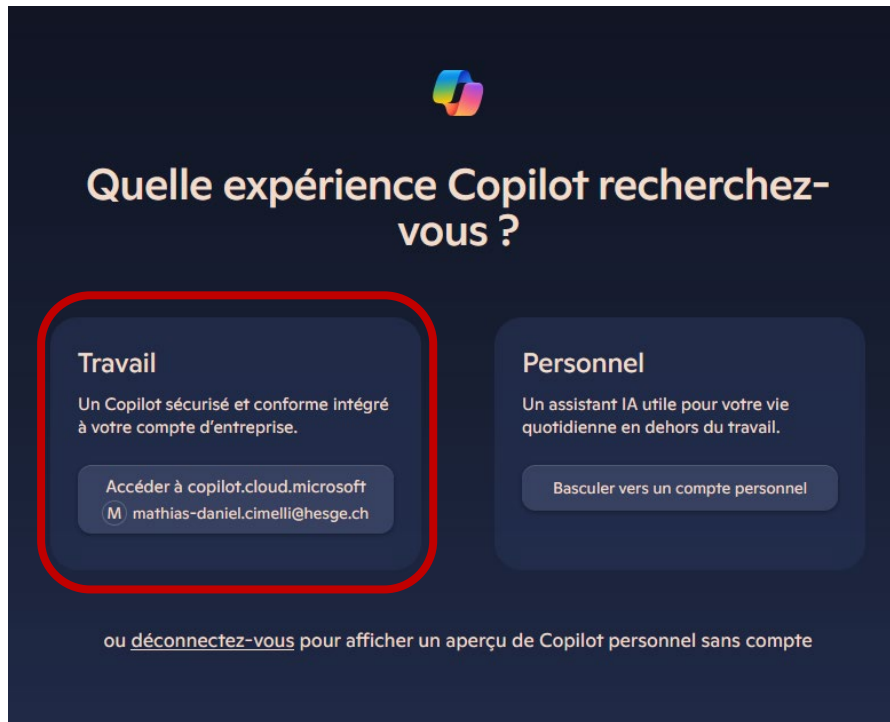 Quelle expérience Copilot recherchez-
vous ?
Travail
Un Copilot sécurisé et conforme intégré
à votre compte d'entreprise.
Accéder à copilot.cloud.microsoft
M mathias-daniel.cimelli@hesge.ch
Personnel
Un assistant IA utile pour votre vie
quotidienne en dehors du travail.
Basculer vers un compte personnel
ou déconnectez-vous pour afficher un aperçu de Copilot personnel sans compte